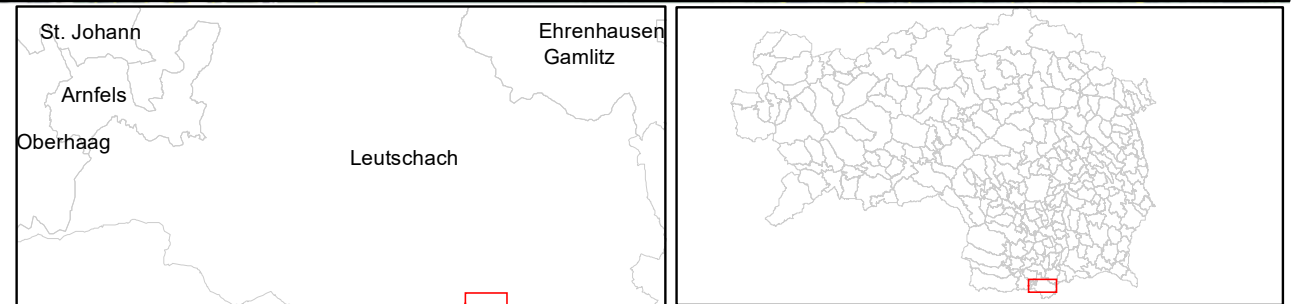 St. Johann
Ehrenhausen
Gamlitz
Arnfels
Oberhaag
Leutschach